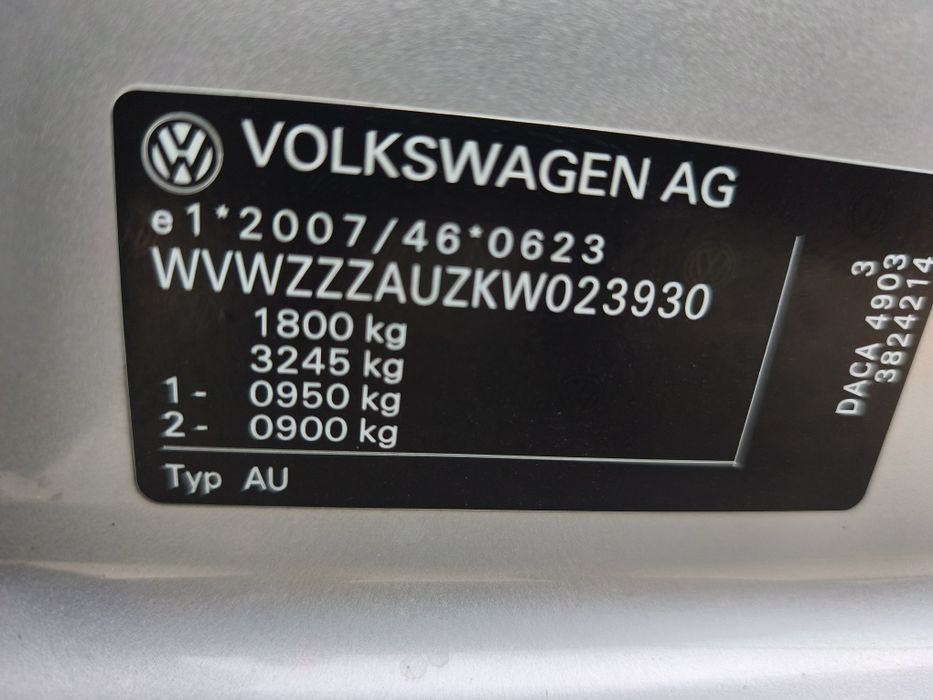 VOLKSWAGEN AG
e1*2007/46*0623
WVWZZZAUZKW023930
1800 kg
3245 kg
1- 0950 kg
2- 0900 kg
Typ AU
DACA 4903 3
3824214